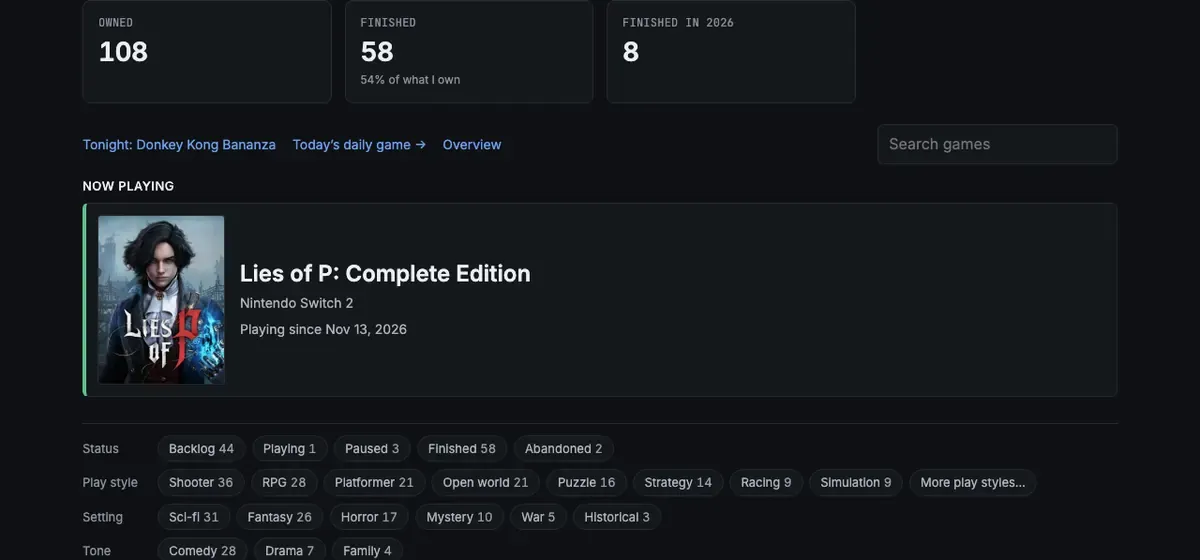 OWNED
108
FINISHED
58
54% of what I own
FINISHED IN 2026
8
Tonight: Donkey Kong Bananza Today’s daily game → Overview
Search games
NOW PLAYING
LIES OF P
Lies of P: Complete Edition
Nintendo Switch 2
Playing since Nov 13, 2026
Status Backlog 44 Playing 1 Paused 3 Finished 58 Abandoned 2
Play style Shooter 36 RPG 28 Platformer 21 Open world 21 Puzzle 16 Strategy 14 Racing 9 Simulation 9 More play styles...
Setting Sci-fi 31 Fantasy 26 Horror 17 Mystery 10 War 5 Historical 3
Tone Comedy 28 Drama 7 Family 4